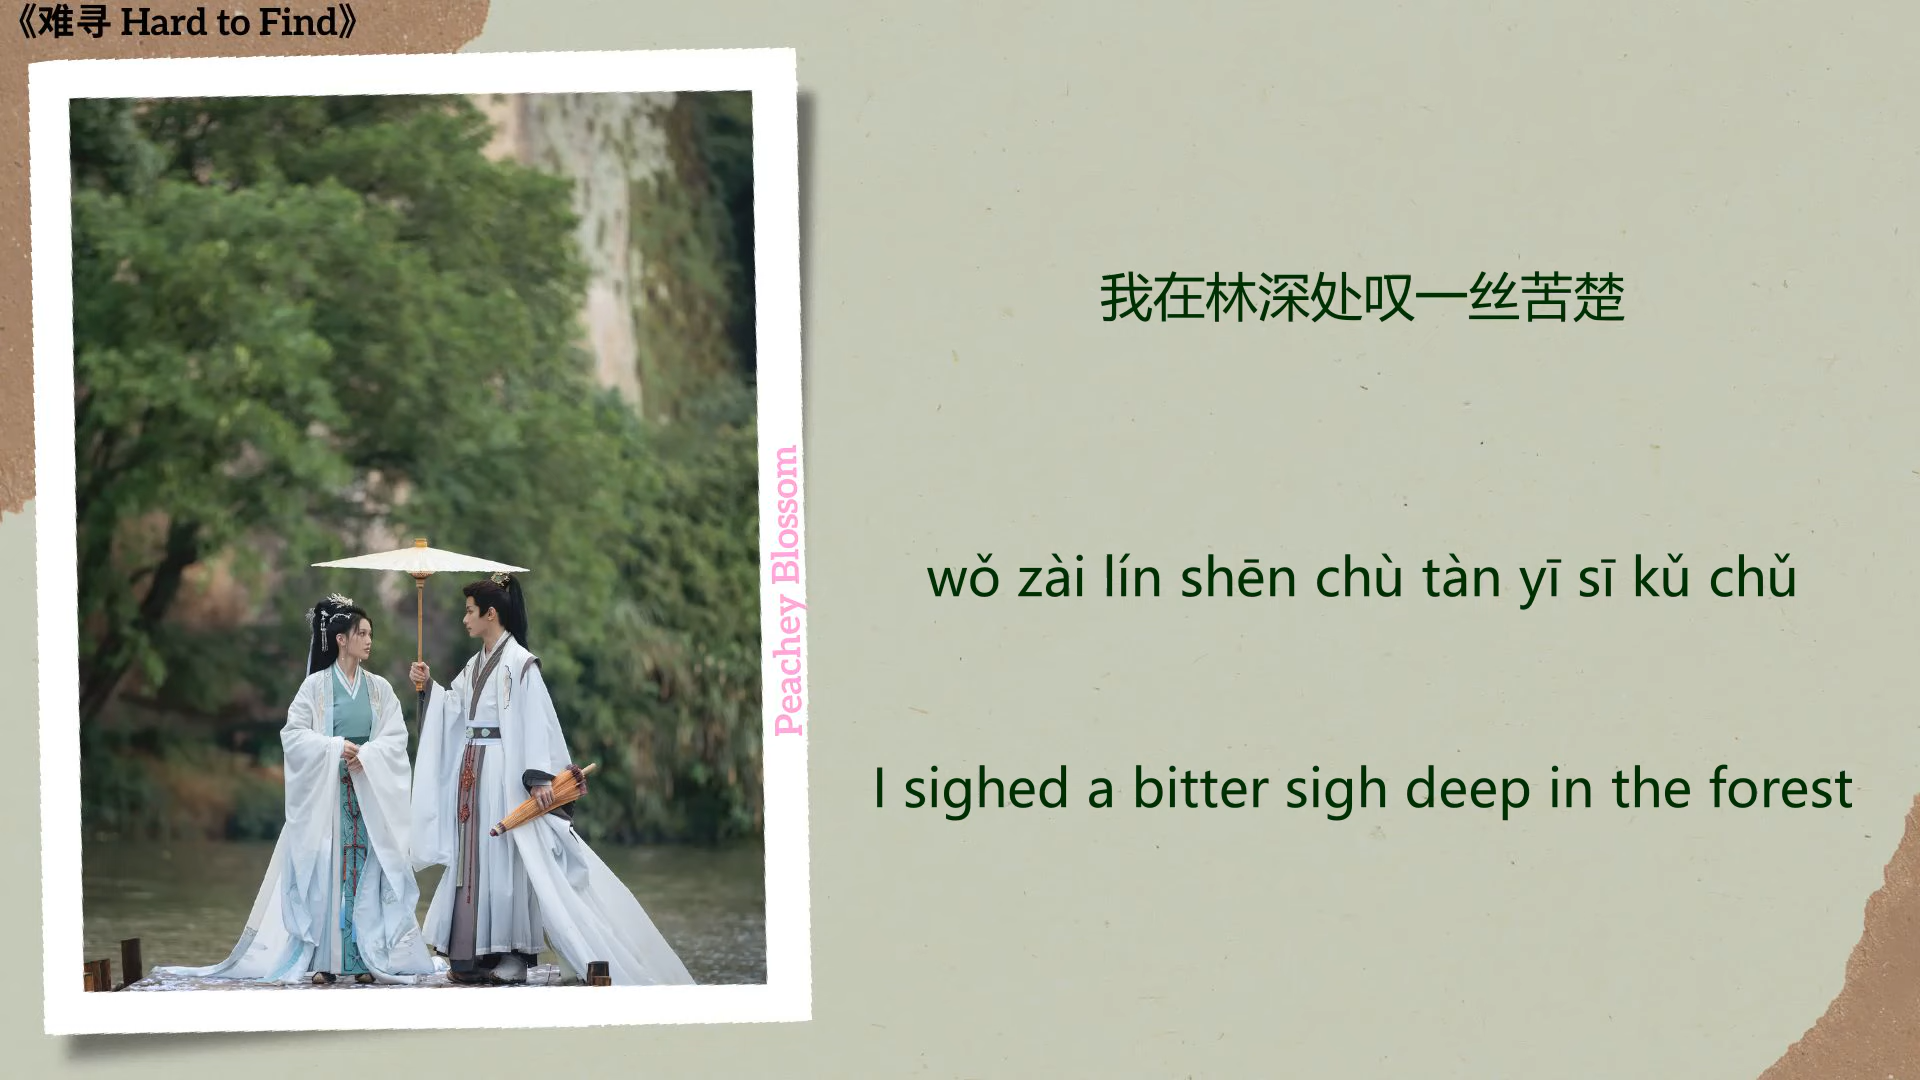 《难寻 Hard to Find》
我在林深处叹一丝苦楚
wǒ zài lín shēn chù tàn yī sī kǔ chǔ
I sighed a bitter sigh deep in the forest
Peachey Blossom